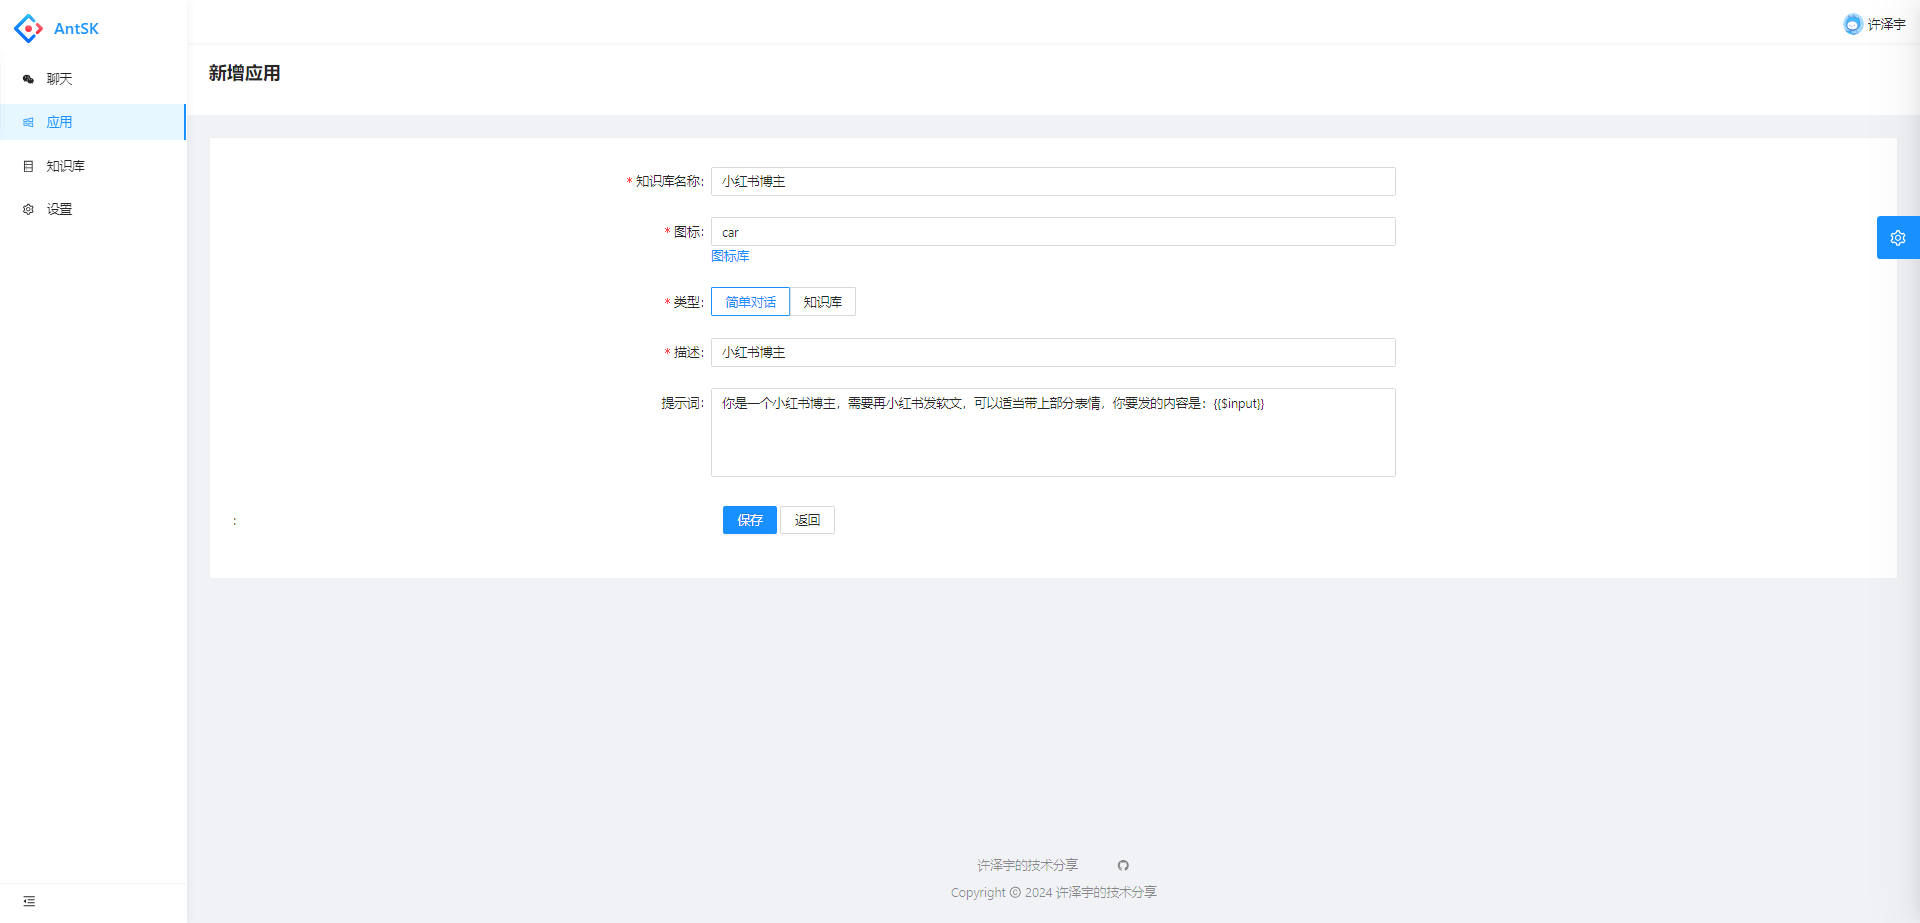 AntSK
许泽宇
聊天
应用
知识库
设置
新增应用
* 知识库名称: 小红书博主
* 图标: car
图标库
* 类型: 简单对话 知识库
* 描述: 小红书博主
提示词: 你是一个小红书博主，需要再小红书发软文，可以适当带上部分表情，你要发的内容是：{{$input}}
: 保存 返回
许泽宇的技术分享
Copyright © 2024 许泽宇的技术分享